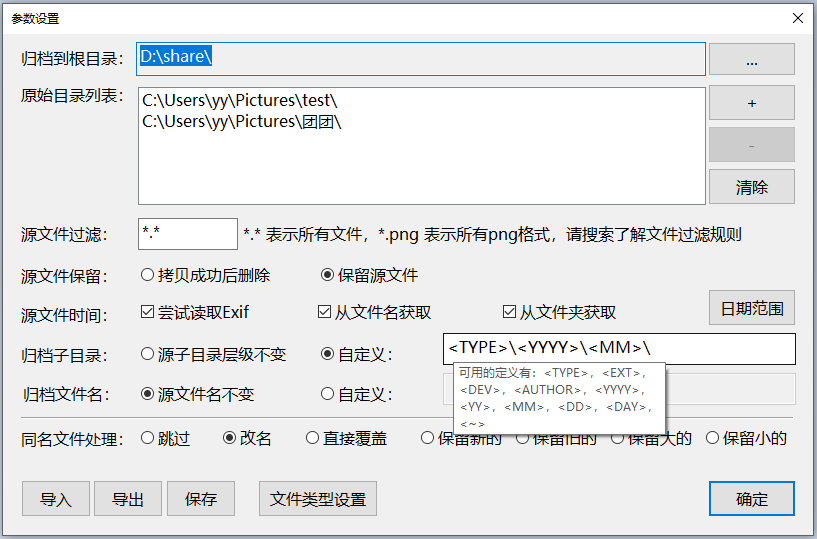 参数设置
归档到根目录: D:\share\ ...
原始目录列表: C:\Users\yy\Pictures\test\ +
C:\Users\yy\Pictures\团团\
-
清除
源文件过滤: *.* *.* 表示所有文件，*.png 表示所有png格式，请搜索了解文件过滤规则
源文件保留: 拷贝成功后删除 保留源文件
源文件时间: 尝试读取Exif 从文件名获取 从文件夹获取 日期范围
归档子目录: 源子目录层级不变 自定义: <TYPE>\<YYYY>\<MM>\
归档文件名: 源文件名不变 自定义:
可用的定义有: <TYPE>, <EXT>,
<DEV>, <AUTHOR>, <YYYY>,
<YY>, <MM>, <DD>, <DAY>,
<~>
同名文件处理: 跳过 改名 直接覆盖 保留新的 保留旧的 保留大的 保留小的
导入 导出 保存 文件类型设置 确定